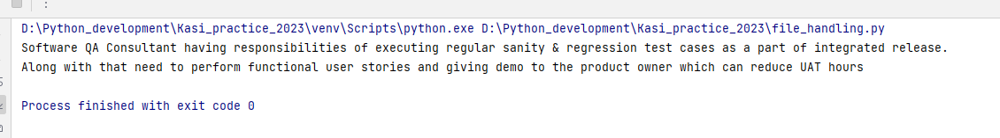 D:\Python_development\Kasi_practice_2023\venv\Scripts\python.exe D:\Python_development\Kasi_practice_2023\file_handling.py
Software QA Consultant having responsibilities of executing regular sanity & regression test cases as a part of integrated release.
Along with that need to perform functional user stories and giving demo to the product owner which can reduce UAT hours
Process finished with exit code 0